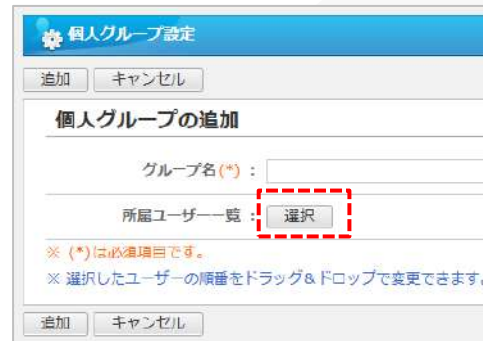 個人グループ設定
追加 キャンセル
個人グループの追加
グループ名(*) :
所属ユーザー一覧 : 選択
※ (*)は必須項目です。
※ 選択したユーザーの順番をドラッグ&ドロップで変更できます。
追加 キャンセル